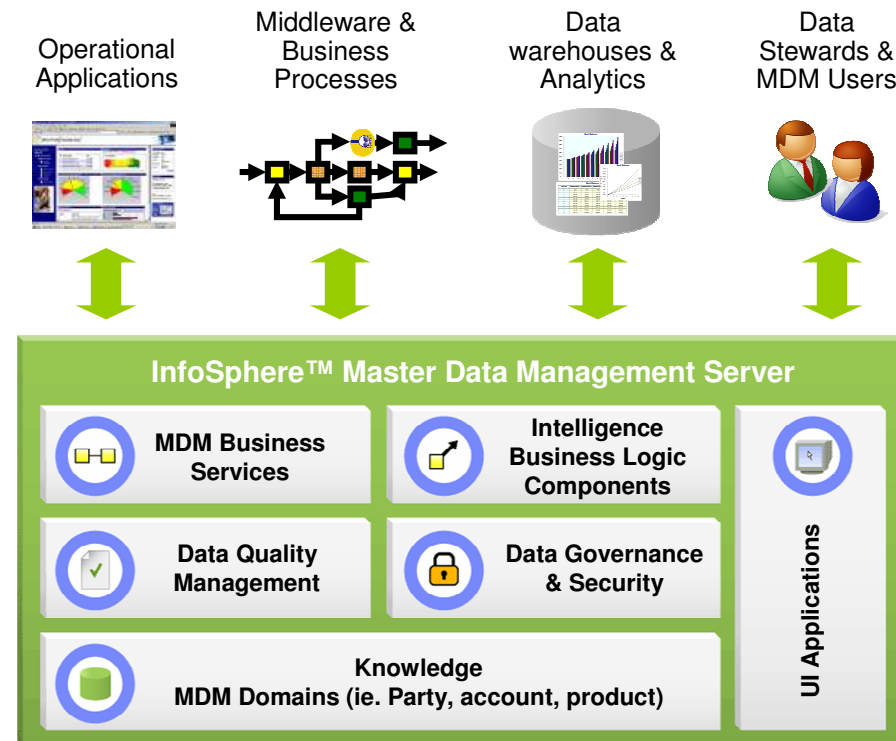 Operational
Applications
Middleware &
Business
Processes
Data
warehouses &
Analytics
Data
Stewards &
MDM Users
InfoSphere™ Master Data Management Server
MDM Business
Services
Intelligence
Business Logic
Components
Data Quality
Management
Data Governance
& Security
Knowledge
MDM Domains (ie. Party, account, product)
UI Applications